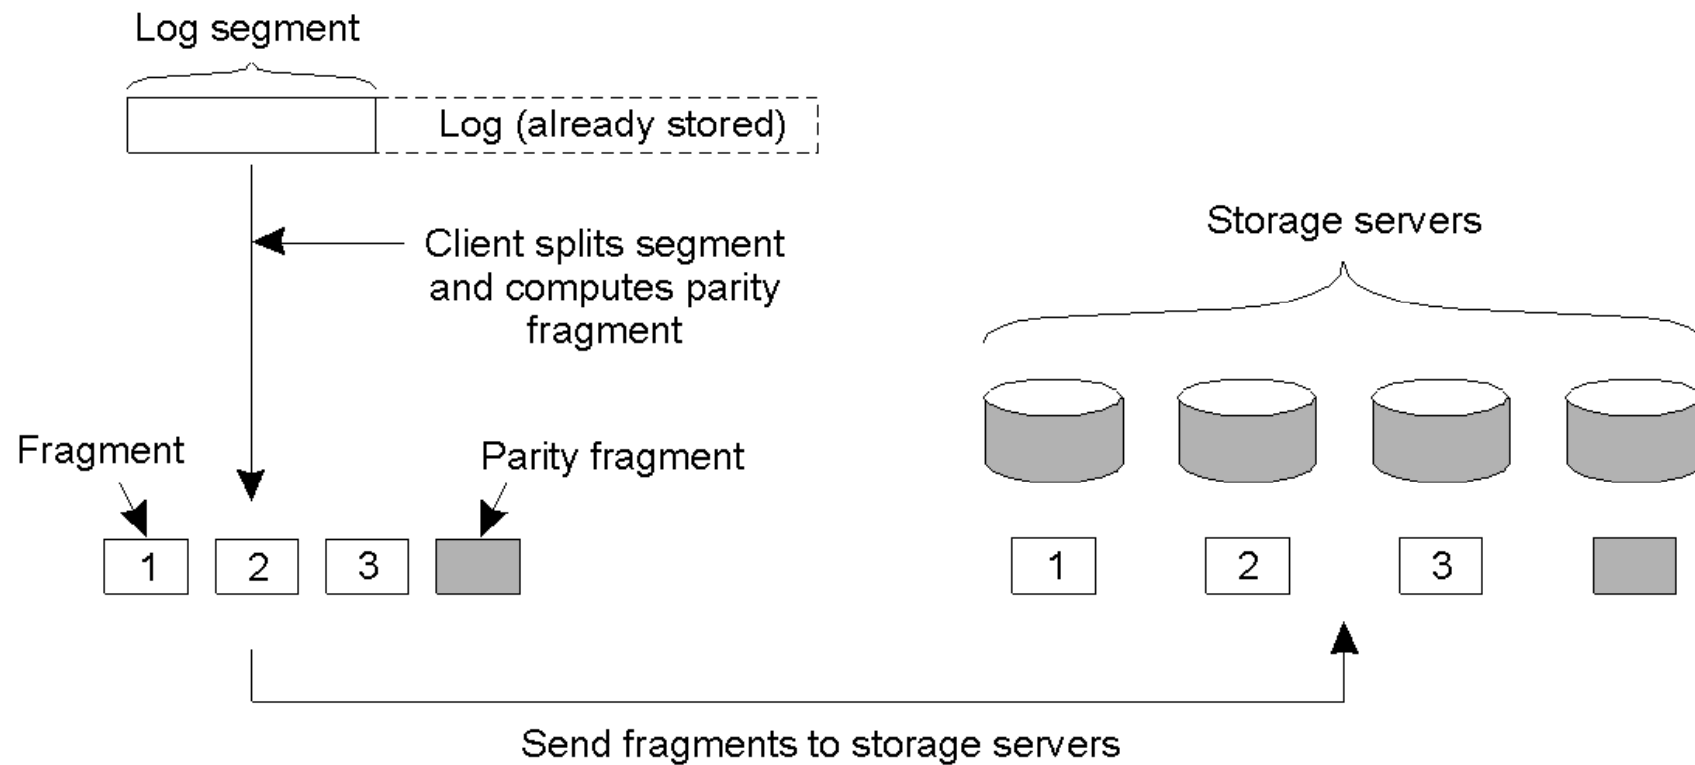 Log segment
Log (already stored)
Client splits segment
and computes parity
fragment
Storage servers
Fragment
Parity fragment
1
2
3
1
2
3
Send fragments to storage servers